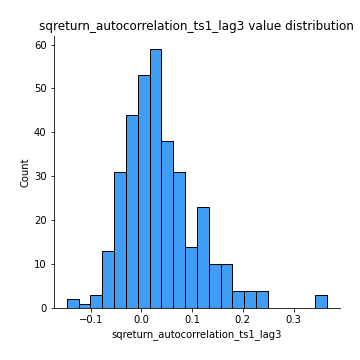 sqreturn_autocorrelation_ts1_lag3 value distribution
60
50
40
30
20
10
0
Count
−0.1 0.0 0.1 0.2 0.3
sqreturn_autocorrelation_ts1_lag3